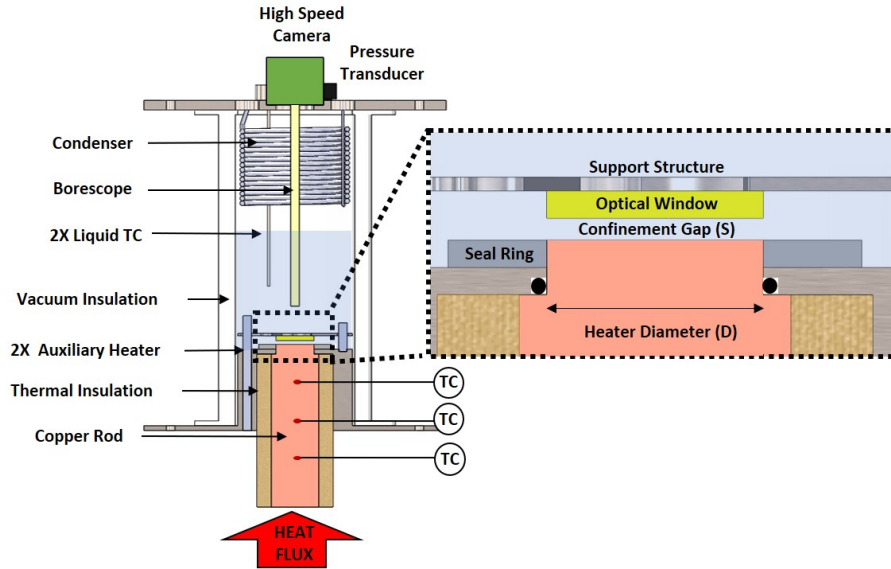 High Speed
Camera
Pressure
Transducer
Condenser
Borescope
2X Liquid TC
Vacuum Insulation
2X Auxiliary Heater
Thermal Insulation
Copper Rod
TC
TC
TC
HEAT
FLUX
Support Structure
Optical Window
Confinement Gap (S)
Seal Ring
Heater Diameter (D)